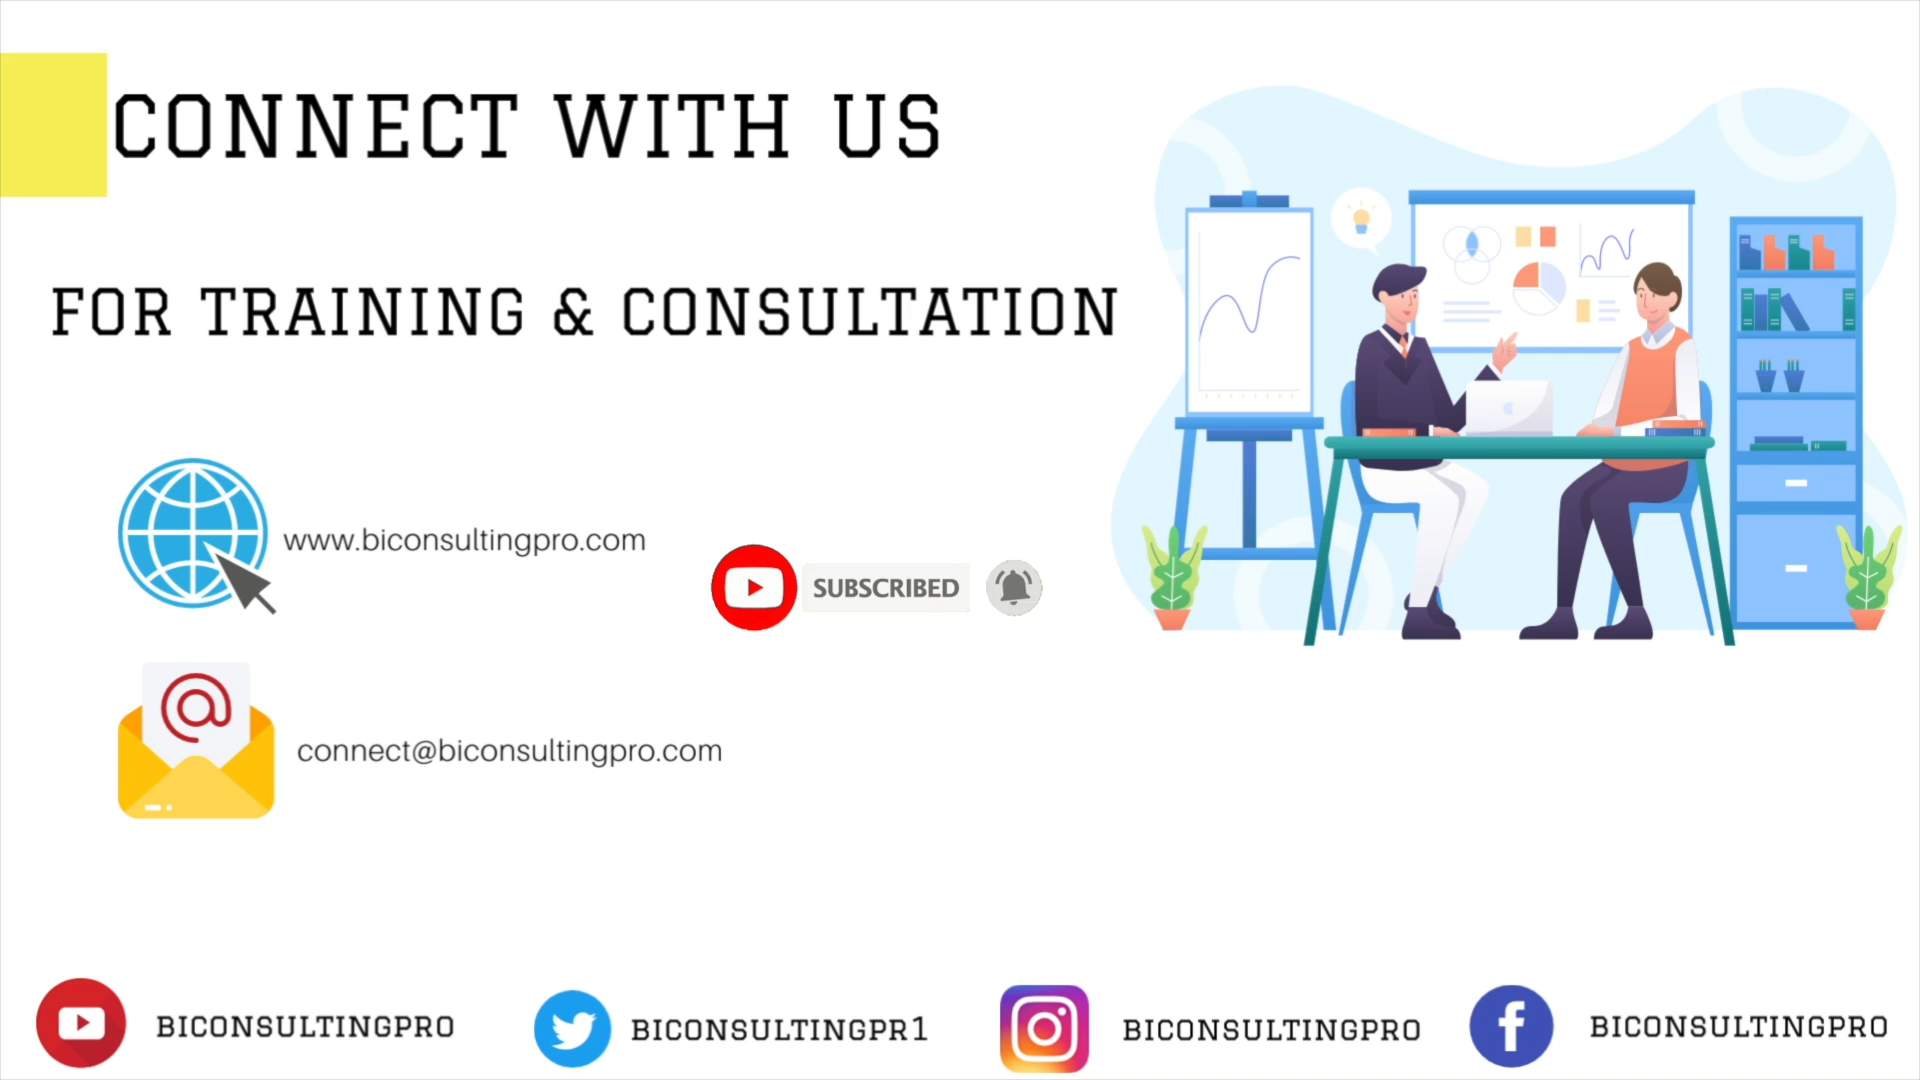 CONNECT WITH US
FOR TRAINING & CONSULTATION
www.biconsultingpro.com
SUBSCRIBED
connect@biconsultingpro.com
BICONSULTINGPRO
BICONSULTINGPR1
BICONSULTINGPRO
BICONSULTINGPRO